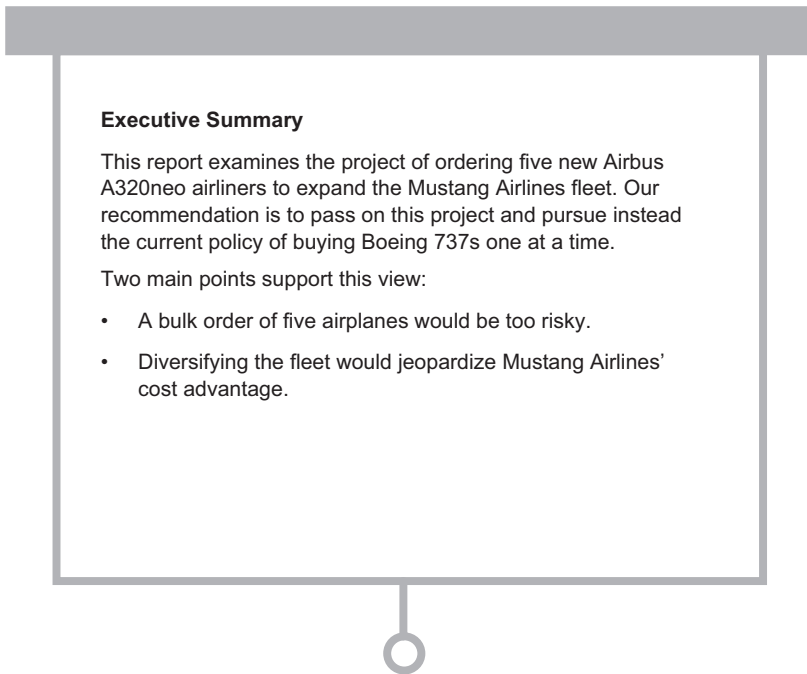 Executive Summary
This report examines the project of ordering five new Airbus
A320neo airliners to expand the Mustang Airlines fleet. Our
recommendation is to pass on this project and pursue instead
the current policy of buying Boeing 737s one at a time.
Two main points support this view:
• A bulk order of five airplanes would be too risky.
• Diversifying the fleet would jeopardize Mustang Airlines’
cost advantage.